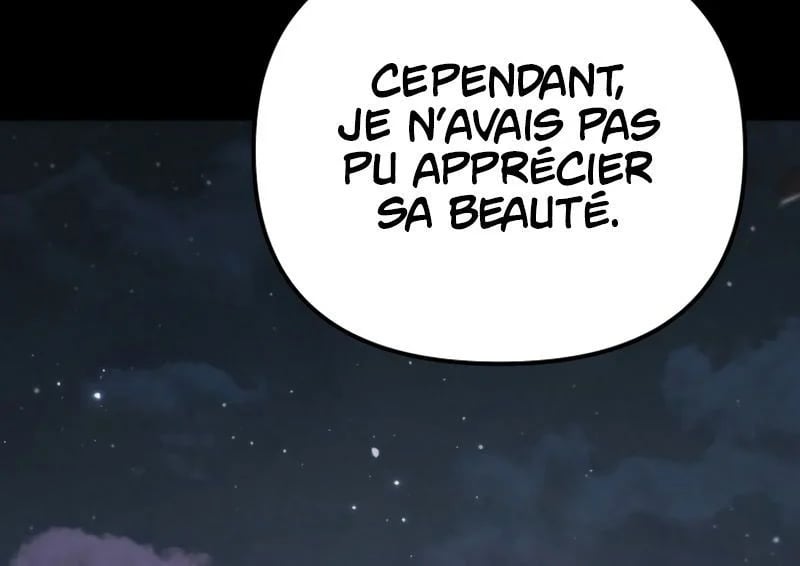 CEPENDANT,
JE N'AVAIS PAS
PU APPRÉCIER
SA BEAUTÉ.